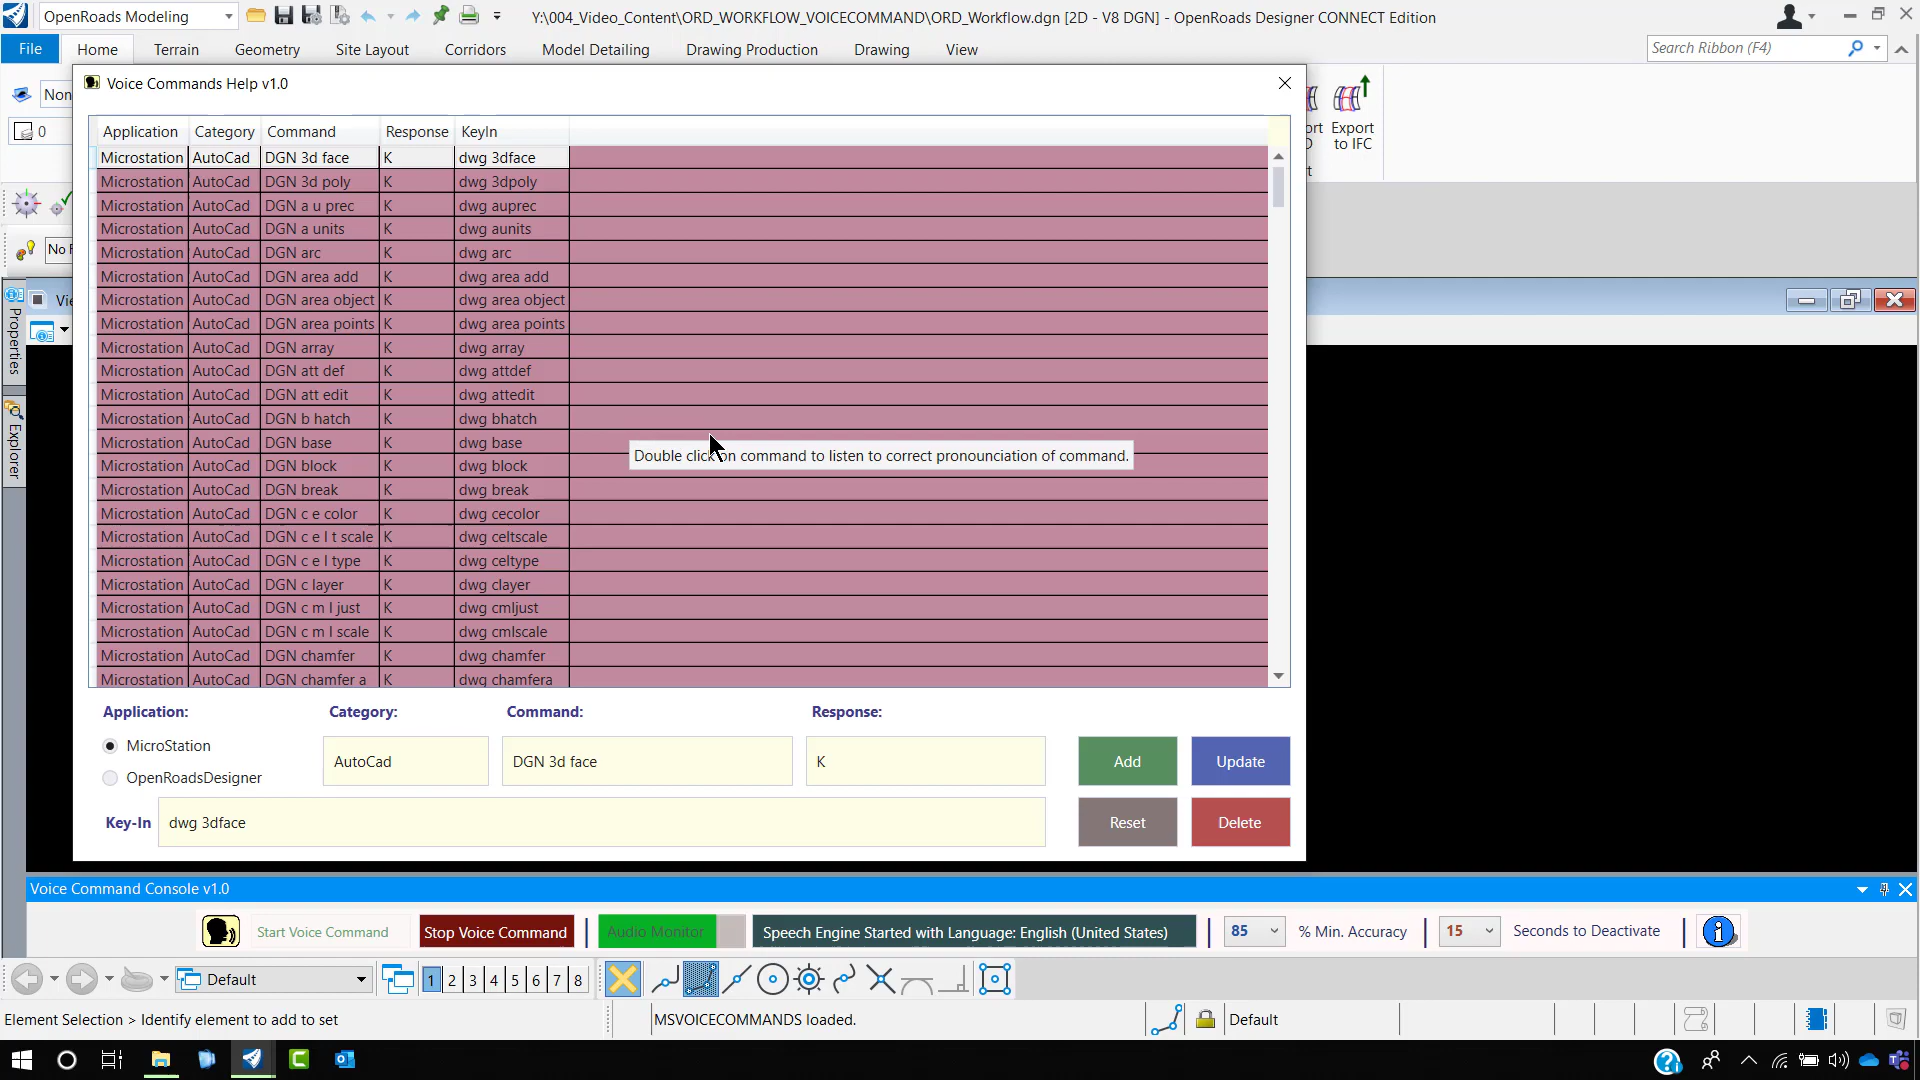 OpenRoads Modeling
Y:\004_Video_Content\ORD_WORKFLOW_VOICECOMMAND\ORD_Workflow.dgn [2D - V8 DGN] - OpenRoads Designer CONNECT Edition
File Home Terrain Geometry Site Layout Corridors Model Detailing Drawing Production Drawing View
Search Ribbon (F4)
Voice Commands Help v1.0
Non
0
Export
to IFC
No
Properties
Explorer
Application Category Command Response KeyIn
Microstation AutoCad DGN 3d face K dwg 3dface
Microstation AutoCad DGN 3d poly K dwg 3dpoly
Microstation AutoCad DGN a u prec K dwg auprec
Microstation AutoCad DGN a units K dwg aunits
Microstation AutoCad DGN arc K dwg arc
Microstation AutoCad DGN area add K dwg area add
Microstation AutoCad DGN area object K dwg area object
Microstation AutoCad DGN area points K dwg area points
Microstation AutoCad DGN array K dwg array
Microstation AutoCad DGN att def K dwg attdef
Microstation AutoCad DGN att edit K dwg attedit
Microstation AutoCad DGN b hatch K dwg bhatch
Microstation AutoCad DGN base K dwg base
Double click on command to listen to correct pronounciation of command.
Microstation AutoCad DGN block K dwg block
Microstation AutoCad DGN break K dwg break
Microstation AutoCad DGN c e color K dwg cecolor
Microstation AutoCad DGN c e l t scale K dwg celtscale
Microstation AutoCad DGN c e l type K dwg celtype
Microstation AutoCad DGN c layer K dwg clayer
Microstation AutoCad DGN c m l just K dwg cmljust
Microstation AutoCad DGN c m l scale K dwg cmlscale
Microstation AutoCad DGN chamfer K dwg chamfer
Microstation AutoCad DGN chamfer a K dwg chamfera
Application: Category: Command: Response:
MicroStation
OpenRoadsDesigner
AutoCad DGN 3d face K Add Update
Key-In dwg 3dface Reset Delete
Voice Command Console v1.0
Start Voice Command Stop Voice Command Audio Monitor Speech Engine Started with Language: English (United States) 85 % Min. Accuracy 15 Seconds to Deactivate
Default 1 2 3 4 5 6 7 8
Element Selection > Identify element to add to set MSVOICECOMMANDS loaded. Default